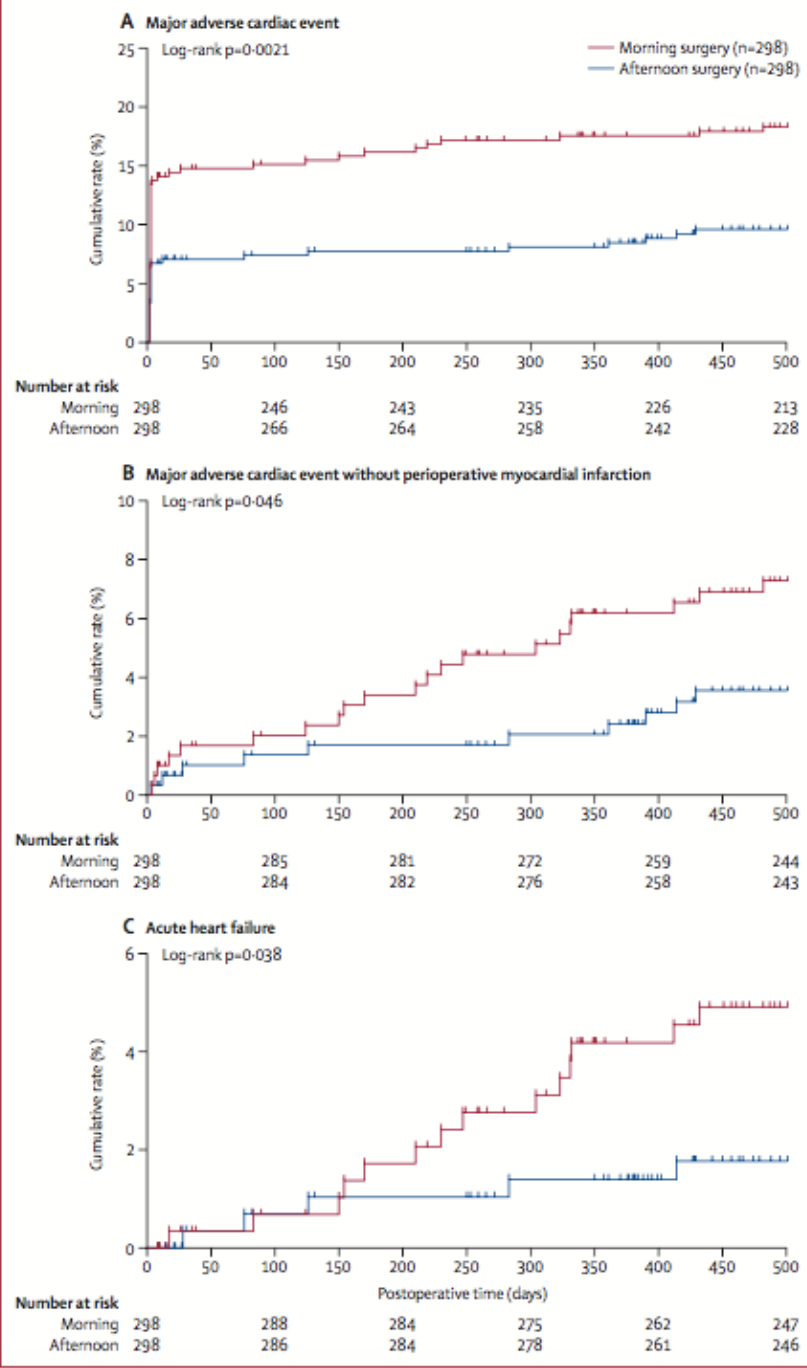 A Major adverse cardiac event
Log-rank p=0·0021
Morning surgery (n=298)
Afternoon surgery (n=298)
Cumulative rate (%)
25
20
15
10
5
0
0 50 100 150 200 250 300 350 400 450 500
Number at risk
Morning 298 246 243 235 226 213
Afternoon 298 266 264 258 242 228
B Major adverse cardiac event without perioperative myocardial infarction
Log-rank p=0·046
Cumulative rate (%)
10
8
6
4
2
0
0 50 100 150 200 250 300 350 400 450 500
Number at risk
Morning 298 285 281 272 259 244
Afternoon 298 284 282 276 258 243
C Acute heart failure
Log-rank p=0·038
Cumulative rate (%)
6
4
2
0
0 50 100 150 200 250 300 350 400 450 500
Postoperative time (days)
Number at risk
Morning 298 288 284 275 262 247
Afternoon 298 286 284 278 261 246